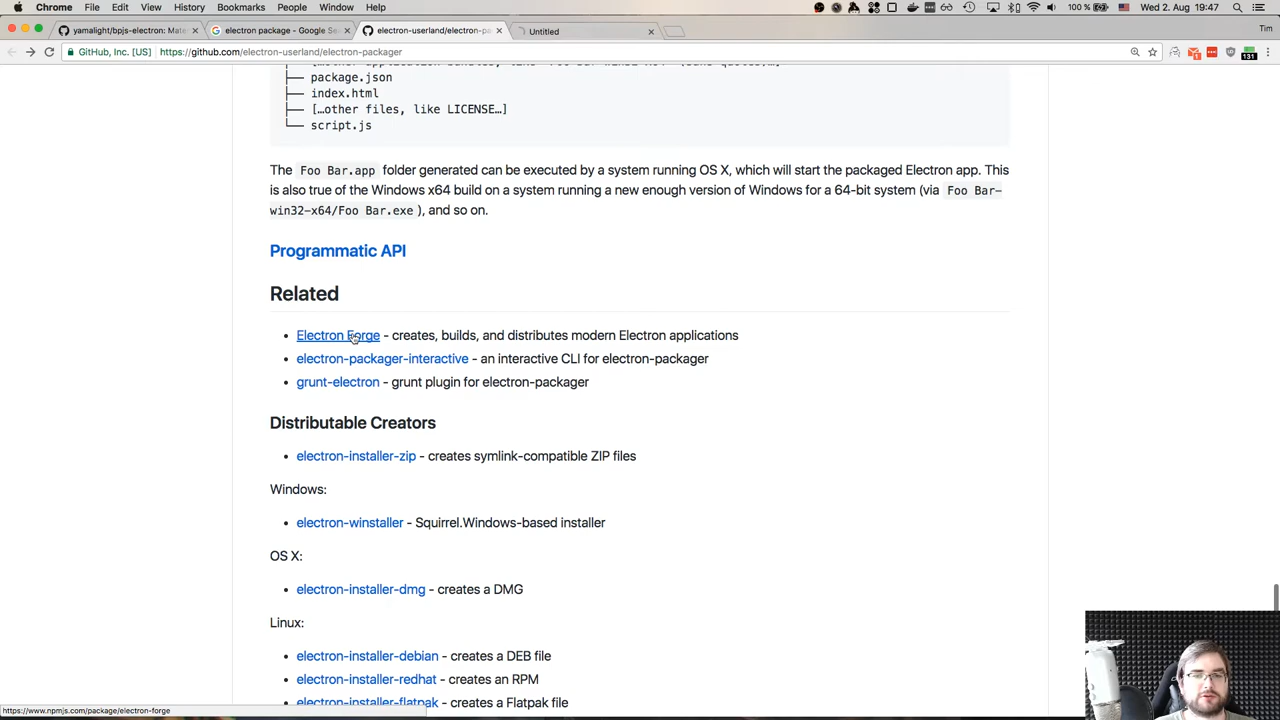 Chrome File Edit View History Bookmarks People Window Help 100 % Wed 2. Aug 19:47
yamalight/bpjs-electron: Mate electron package - Google Se electron-userland/electron-pa Untitled Tim
GitHub, Inc. [US] https://github.com/electron-userland/electron-packager 131
├── package.json
├── index.html
├── […other files, like LICENSE…]
└── script.js
The Foo Bar.app folder generated can be executed by a system running OS X, which will start the packaged Electron app. This
is also true of the Windows x64 build on a system running a new enough version of Windows for a 64-bit system (via Foo Bar-
win32-x64/Foo Bar.exe ), and so on.
Programmatic API
Related
• Electron Forge - creates, builds, and distributes modern Electron applications
• electron-packager-interactive - an interactive CLI for electron-packager
• grunt-electron - grunt plugin for electron-packager
Distributable Creators
• electron-installer-zip - creates symlink-compatible ZIP files
Windows:
• electron-winstaller - Squirrel.Windows-based installer
OS X:
• electron-installer-dmg - creates a DMG
Linux:
• electron-installer-debian - creates a DEB file
• electron-installer-redhat - creates an RPM
• electron-installer-flatpak - creates a Flatpak file
https://www.npmjs.com/package/electron-forge